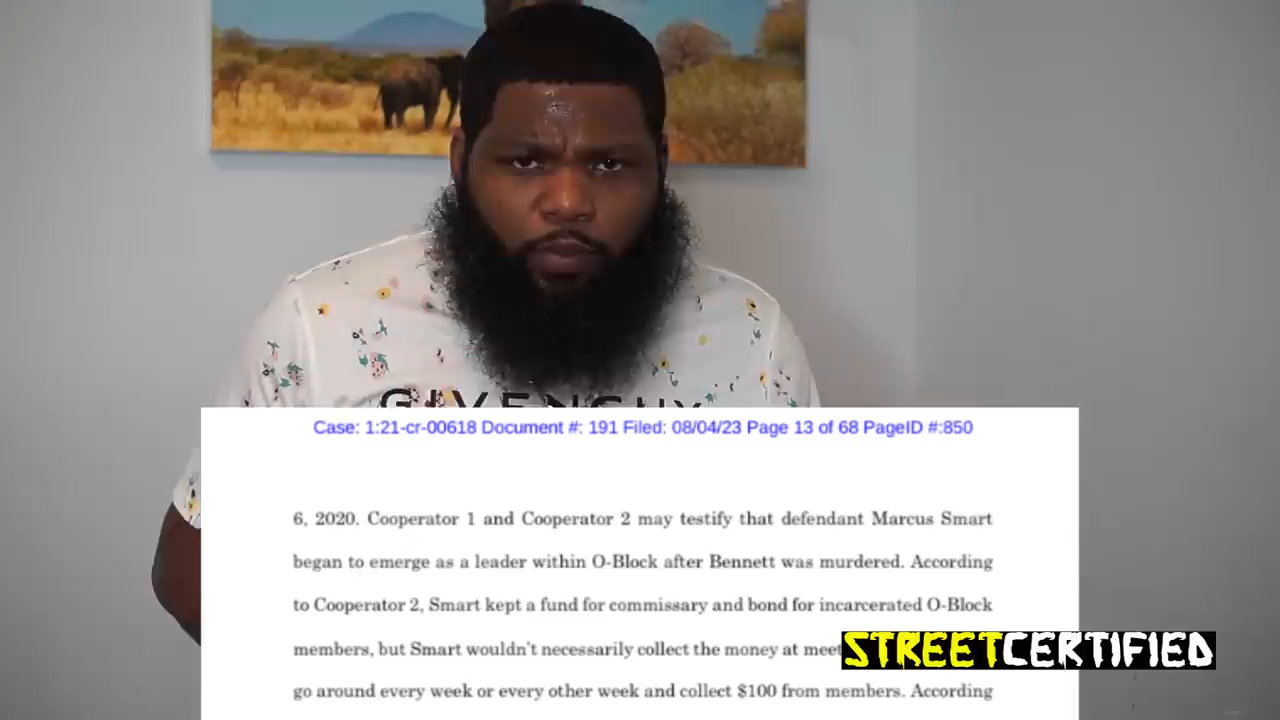 GIVENCHY
Case: 1:21-cr-00618 Document #: 191 Filed: 08/04/23 Page 13 of 68 PageID #:850
6, 2020. Cooperator 1 and Cooperator 2 may testify that defendant Marcus Smart
began to emerge as a leader within O-Block after Bennett was murdered. According
to Cooperator 2, Smart kept a fund for commissary and bond for incarcerated O-Block
members, but Smart wouldn't necessarily collect the money at meet
STREETCERTIFIED
go around every week or every other week and collect $100 from members. According